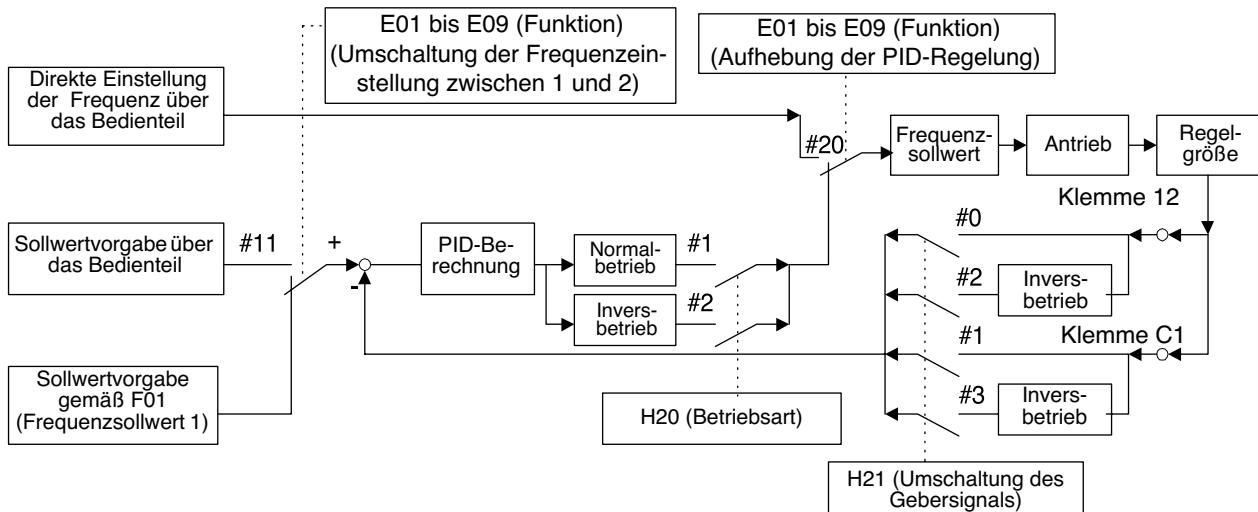 E01 bis E09 (Funktion)
(Umschaltung der Frequenzein-
stellung zwischen 1 und 2)
E01 bis E09 (Funktion)
(Aufhebung der PID-Regelung)
Direkte Einstellung
der Frequenz über
das Bedienteil
#20
Frequenz-
sollwert
Antrieb
Regel-
größe
Klemme 12
Sollwertvorgabe über
das Bedienteil
#11
+
-
PID-Be-
rechnung
Normal-
betrieb
#1
Invers-
betrieb
#2
#0
#2
Invers-
betrieb
#1
Klemme C1
#3
Invers-
betrieb
Sollwertvorgabe
gemäß F01
(Frequenzsollwert 1)
H20 (Betriebsart)
H21 (Umschaltung des
Gebersignals)